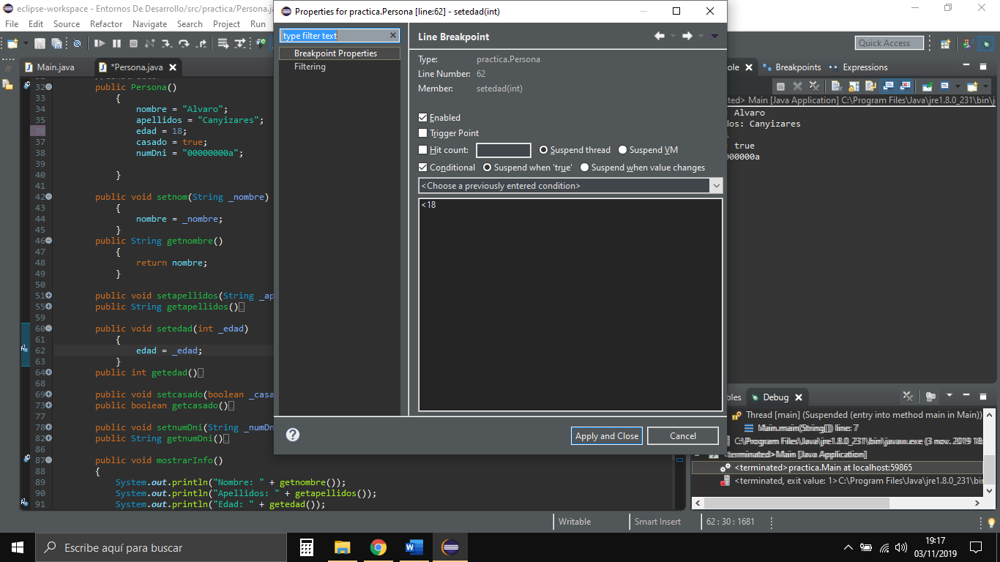 eclipse-workspace - Entornos De Desarrollo/src/practica/Persona.ja
File Edit Source Refactor Navigate Search Project Run
Quick Access
Main.java
*Persona.java
32 public Persona()
33 {
34 nombre = "Alvaro";
35 apellidos = "Canyizares";
36 edad = 18;
37 casado = true;
38 numDni = "00000000a";
39
40 }
41
42 public void setnom(String _nombre)
43 {
44 nombre = _nombre;
45 }
46 public String getnombre()
47 {
48 return nombre;
49 }
50
51 public void setapellidos(String _ap
55 public String getapellidos()
59
60 public void setedad(int _edad)
61 {
62 edad = _edad;
63 }
64 public int getedad()
68
69 public void setcasado(boolean _casa
73 public boolean getcasado()
77
78 public void setnumDni(String _numDn
82 public String getnumDni()
86
87 public void mostrarInfo()
88 {
89 System.out.println("Nombre: " + getnombre());
90 System.out.println("Apellidos: " + getapellidos());
91 System.out.println("Edad: " + getedad());
Properties for practica.Persona [line:62] - setedad(int)
type filter text
Breakpoint Properties
Filtering
Line Breakpoint
Type: practica.Persona
Line Number: 62
Member: setedad(int)
Enabled
Trigger Point
Hit count: Suspend thread Suspend VM
Conditional Suspend when 'true' Suspend when value changes
<Choose a previously entered condition>
<18
Apply and Close
Cancel
ole
Breakpoints
Expressions
ted> Main [Java Application] C:\Program Files\Java\jre1.8.0_231\bin\j
Alvaro
dos: Canyizares
true
00000a
bles
Debug
Thread [main] (Suspended (entry into method main in Main))
Main.main(String[]) line: 7
C:\Program Files\Java\jre1.8.0_231\bin\javaw.exe (3 nov. 2019 18:
<terminated>Main [Java Application]
<terminated>practica.Main at localhost:59865
<terminated, exit value: 1>C:\Program Files\Java\jre1.8.0_231\bin
Writable
Smart Insert
62 : 30 : 1681
Escribe aquí para buscar
19:17
03/11/2019